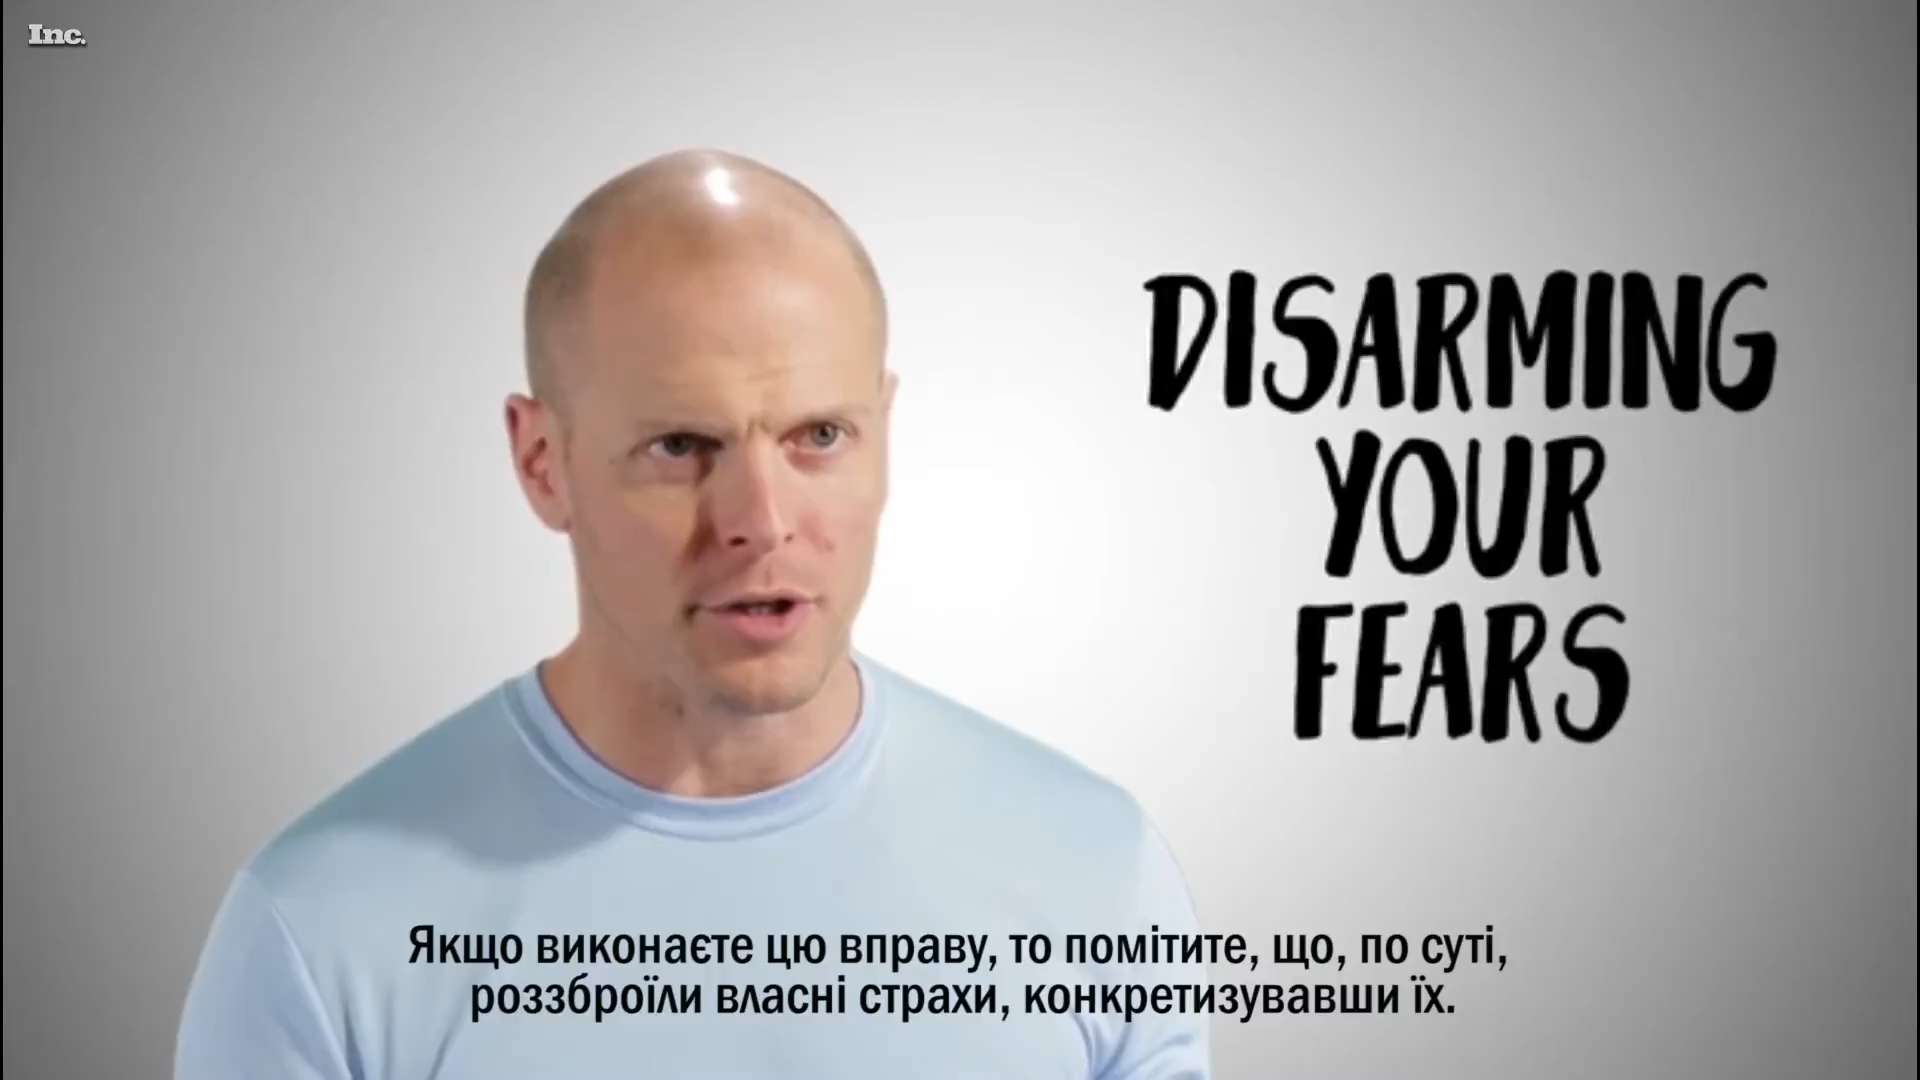 Inc.
DISARMING
YOUR
FEARS
Якщо виконаєте цю вправу, то помітите, що, по суті,
роззброїли власні страхи, конкретизувавши їх.